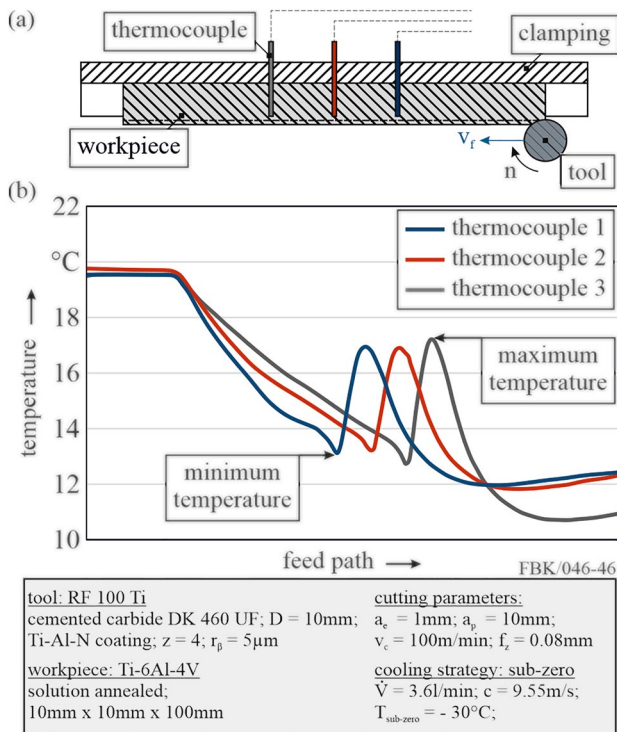 (a)
thermocouple
clamping
workpiece
v_f
n
tool
(b)
22
°C
18
16
14
12
10
temperature
thermocouple 1
thermocouple 2
thermocouple 3
maximum
temperature
minimum
temperature
feed path
FBK/046-46
tool: RF 100 Ti
cemented carbide DK 460 UF; D = 10mm;
Ti-Al-N coating; z = 4; r_β = 5µm
workpiece: Ti-6Al-4V
solution annealed;
10mm x 10mm x 100mm
cutting parameters:
a_e = 1mm; a_p = 10mm;
v_c = 100m/min; f_z = 0.08mm
cooling strategy: sub-zero
V̇ = 3.6l/min; c = 9.55m/s;
T_sub-zero = - 30°C;